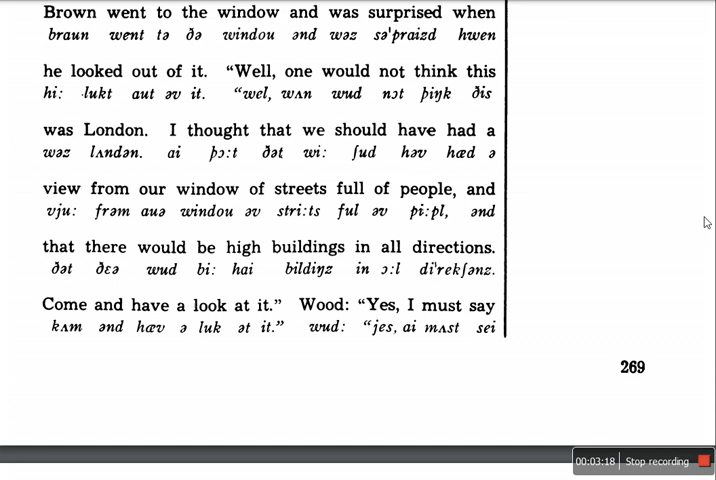 Brown went to the window and was surprised when
braun went tə ðə windou ənd wəz sə'praizd hwen
he looked out of it. “Well, one would not think this
hi: lukt aut əv it. “wel, wʌn wud nɔt þiŋk ðis
was London. I thought that we should have had a
wəz lʌndən. ai þɔ:t ðət wi: ʃud həv hæd ə
view from our window of streets full of people, and
vju: frəm auə windou əv stri:ts ful əv pi:pl, ənd
that there would be high buildings in all directions.
ðət ðɛə wud bi: hai bildiŋz in ɔ:l di'rekʃənz.
Come and have a look at it.” Wood: “Yes, I must say
kʌm ənd hæv ə luk ət it.” wud: “jes, ai mʌst sei
269
00:03:18 Stop recording